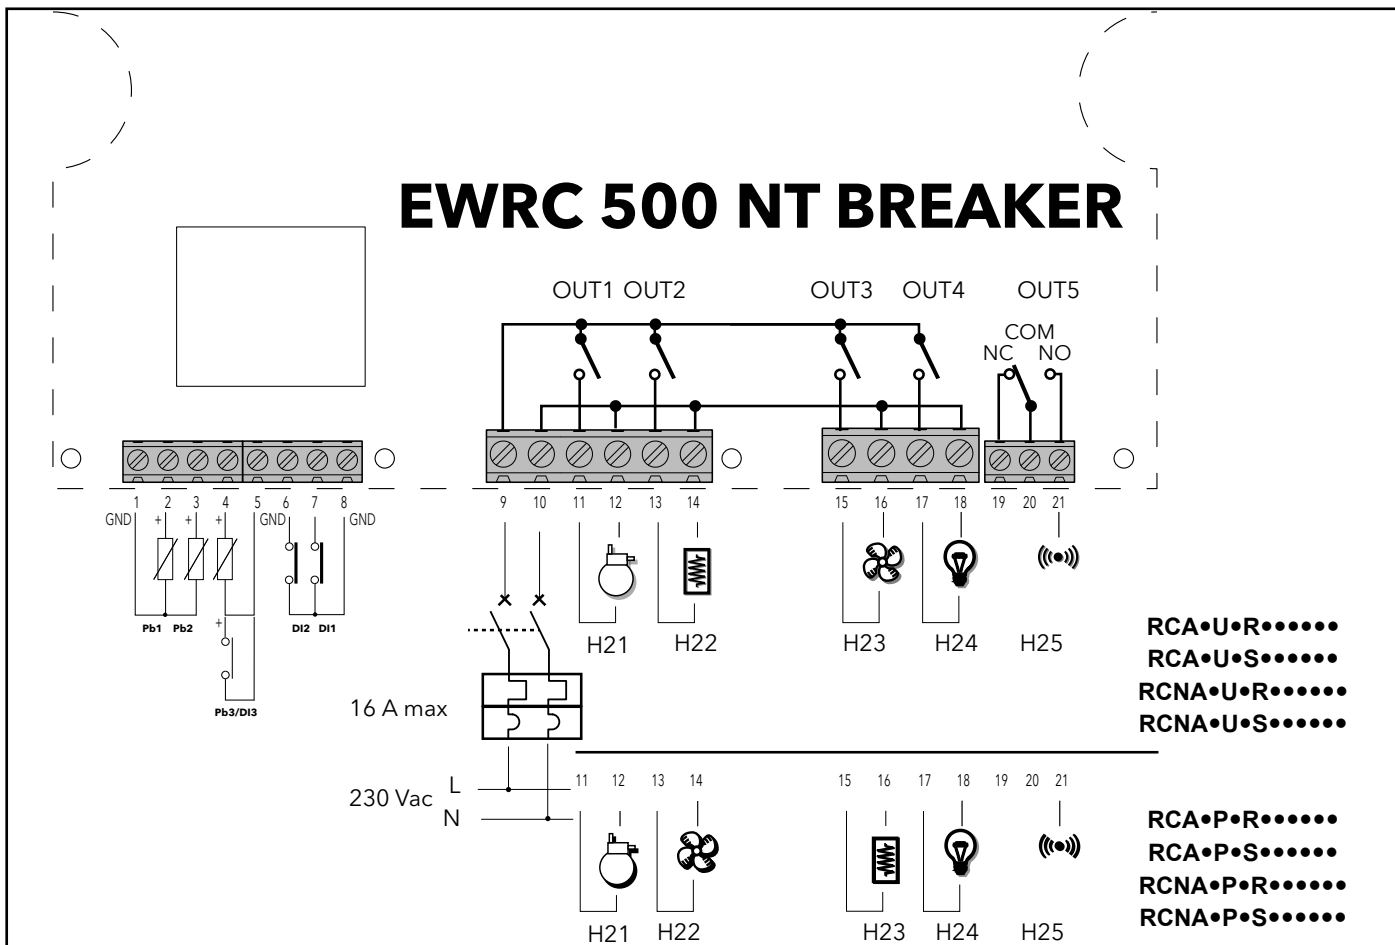 EWRC 500 NT BREAKER
OUT1 OUT2 OUT3 OUT4 OUT5
COM
NC NO
1 2 3 4 5 6 7 8 9 10 11 12 13 14 15 16 17 18 19 20 21
GND + + + GND GND
Pb1 Pb2 DI2 DI1
+
Pb3/DI3
H21 H22 H23 H24 H25
RCA•U•R••••••
RCA•U•S••••••
RCNA•U•R••••••
RCNA•U•S••••••
16 A max
230 Vac L
N
11 12 13 14 15 16 17 18 19 20 21
H21 H22 H23 H24 H25
RCA•P•R••••••
RCA•P•S••••••
RCNA•P•R••••••
RCNA•P•S••••••